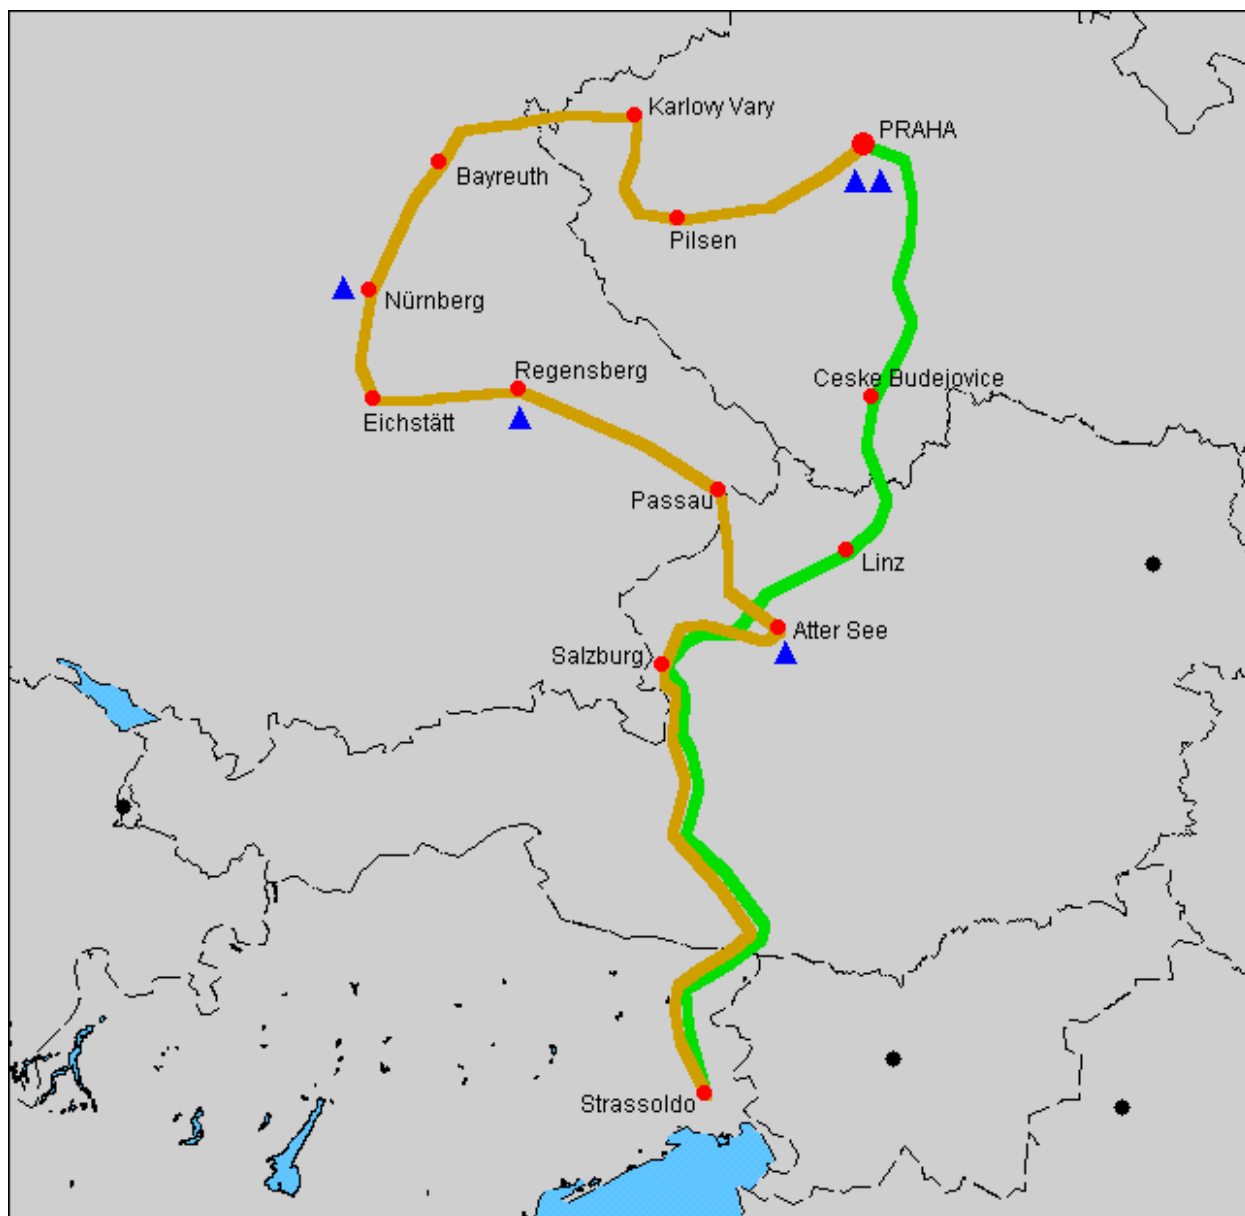 Karlovy Vary
PRAHA
Bayreuth
Pilsen
Nürnberg
Regensberg
Ceske Budejovice
Eichstätt
Passau
Linz
Atter See
Salzburg
Strassoldo